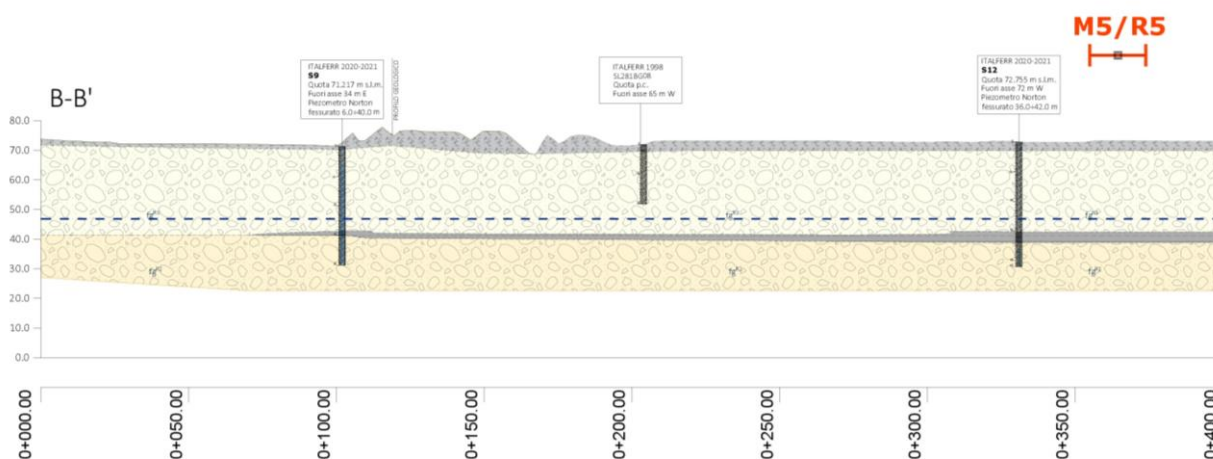 M5/R5
B-B'
ITALFERR 2020-2021
S9
Quota 71.217 m s.l.m.
Fuori asse 34 m E
Piezometro Norton
fessurato 6.0÷40.0 m
ITALFERR 1998
Quota p.c.
Fuori asse 65 m W
ITALFERR 2020-2021
S12
Quota 72.755 m s.l.m.
Fuori asse 72 m W
Piezometro Norton
fessurato 36.0÷42.0 m
80.0
70.0
60.0
50.0
40.0
30.0
20.0
10.0
0.0
0+000.00
0+050.00
0+100.00
0+150.00
0+200.00
0+250.00
0+300.00
0+350.00
0+400.00